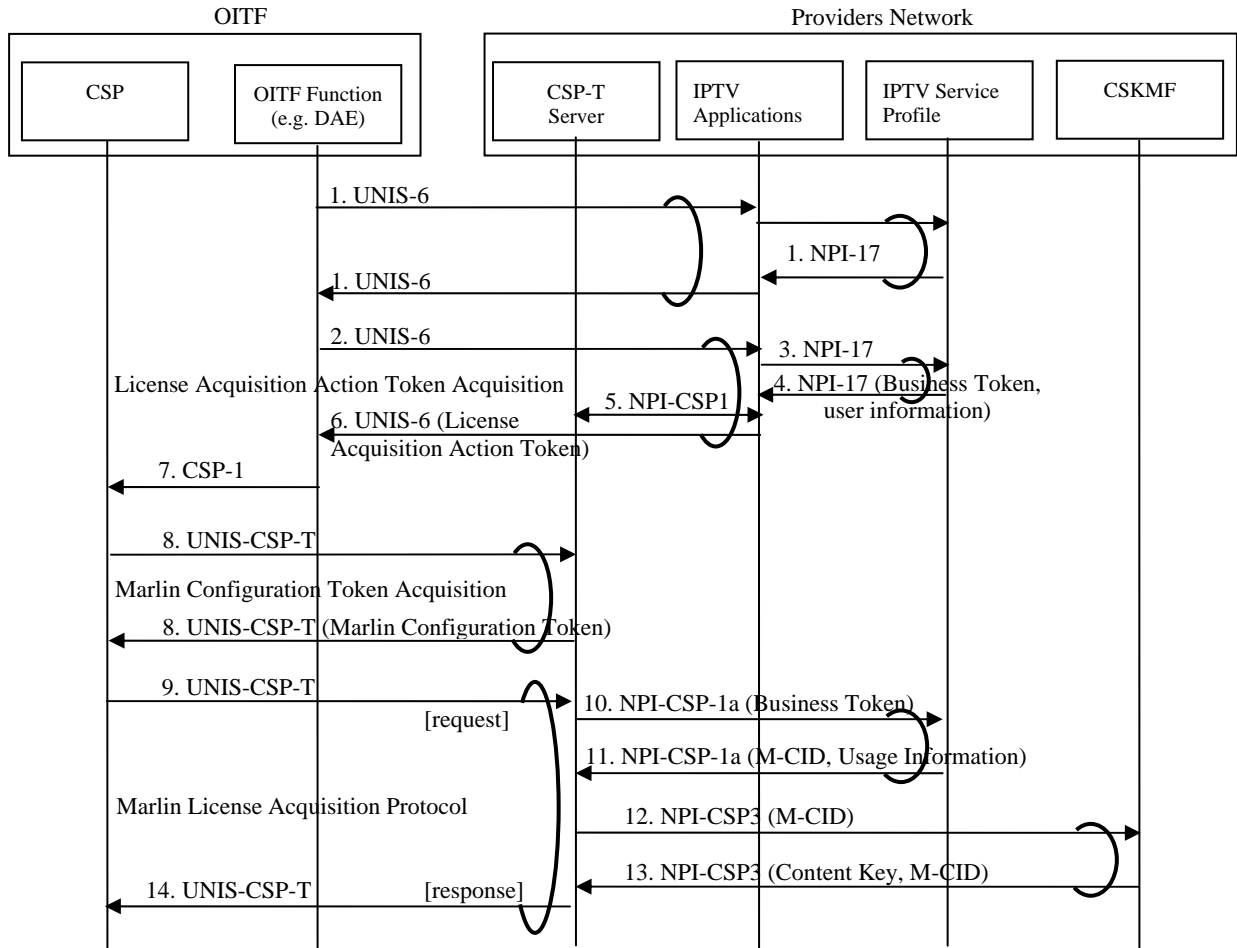 OITF
Providers Network
CSP
OITF Function
(e.g. DAE)
CSP-T
Server
IPTV
Applications
IPTV Service
Profile
CSKMF
1. UNIS-6
1. NPI-17
1. UNIS-6
2. UNIS-6
3. NPI-17
License Acquisition Action Token Acquisition
4. NPI-17 (Business Token,
user information)
5. NPI-CSP1
6. UNIS-6 (License
Acquisition Action Token)
7. CSP-1
8. UNIS-CSP-T
Marlin Configuration Token Acquisition
8. UNIS-CSP-T (Marlin Configuration Token)
9. UNIS-CSP-T
[request]
10. NPI-CSP-1a (Business Token)
11. NPI-CSP-1a (M-CID, Usage Information)
Marlin License Acquisition Protocol
12. NPI-CSP3 (M-CID)
13. NPI-CSP3 (Content Key, M-CID)
14. UNIS-CSP-T
[response]